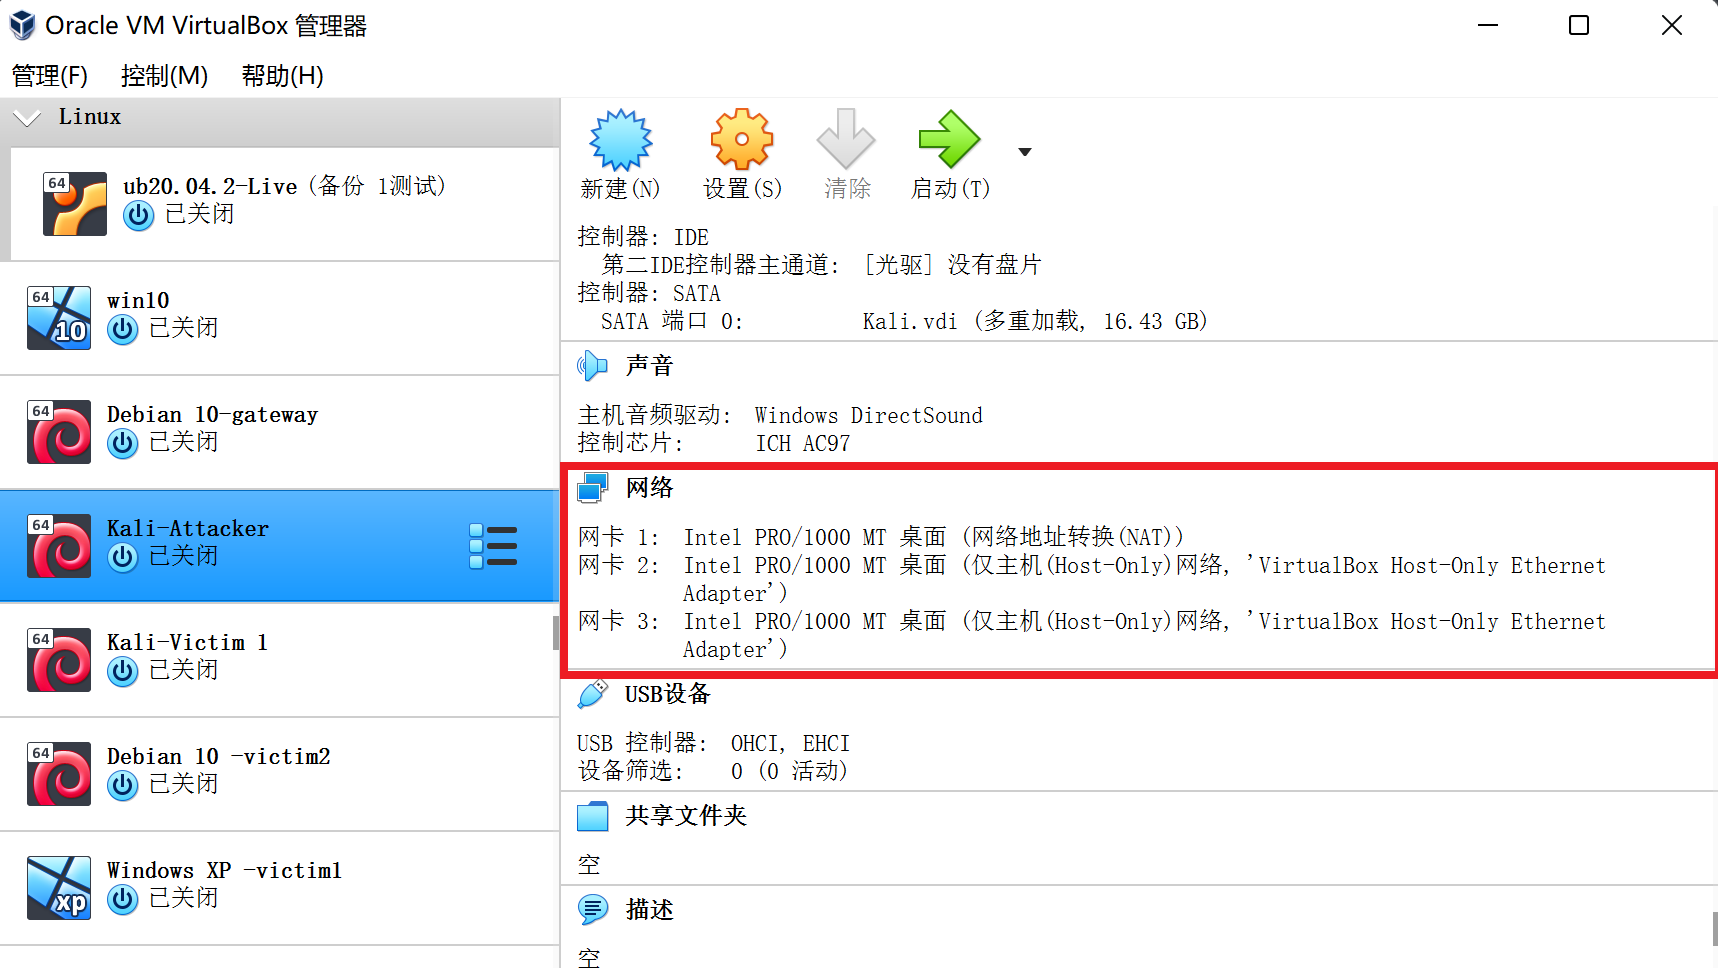 Oracle VM VirtualBox 管理器
管理(F) 控制(M) 帮助(H)
Linux
64
ub20.04.2-Live (备份 1测试)
已关闭
64
10
win10
已关闭
64
Debian 10-gateway
已关闭
64
Kali-Attacker
已关闭
64
Kali-Victim 1
已关闭
64
Debian 10 -victim2
已关闭
xp
Windows XP -victim1
已关闭
新建(N) 设置(S) 清除 启动(T)
控制器: IDE
第二IDE控制器主通道: [光驱] 没有盘片
控制器: SATA
SATA 端口 0: Kali.vdi (多重加载, 16.43 GB)
声音
主机音频驱动: Windows DirectSound
控制芯片: ICH AC97
网络
网卡 1: Intel PRO/1000 MT 桌面 (网络地址转换(NAT))
网卡 2: Intel PRO/1000 MT 桌面 (仅主机(Host-Only)网络, 'VirtualBox Host-Only Ethernet
Adapter')
网卡 3: Intel PRO/1000 MT 桌面 (仅主机(Host-Only)网络, 'VirtualBox Host-Only Ethernet
Adapter')
USB设备
USB 控制器: OHCI, EHCI
设备筛选: 0 (0 活动)
共享文件夹
空
描述
空